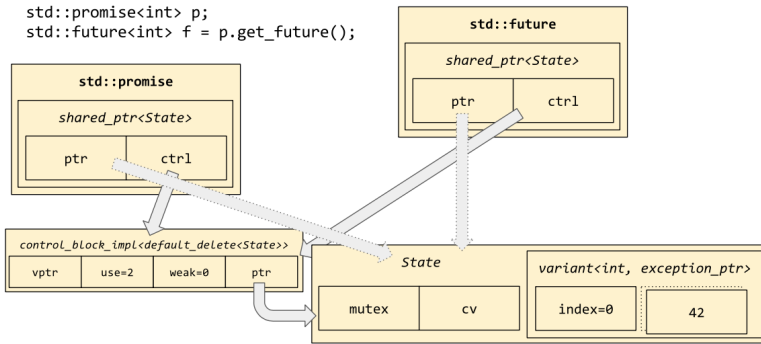 std::promise<int> p;
std::future<int> f = p.get_future();
std::future
shared_ptr<State>
ptr ctrl
std::promise
shared_ptr<State>
ptr ctrl
control_block_impl<default_delete<State>>
vptr use=2 weak=0 ptr
State
mutex cv
variant<int, exception_ptr>
index=0 42